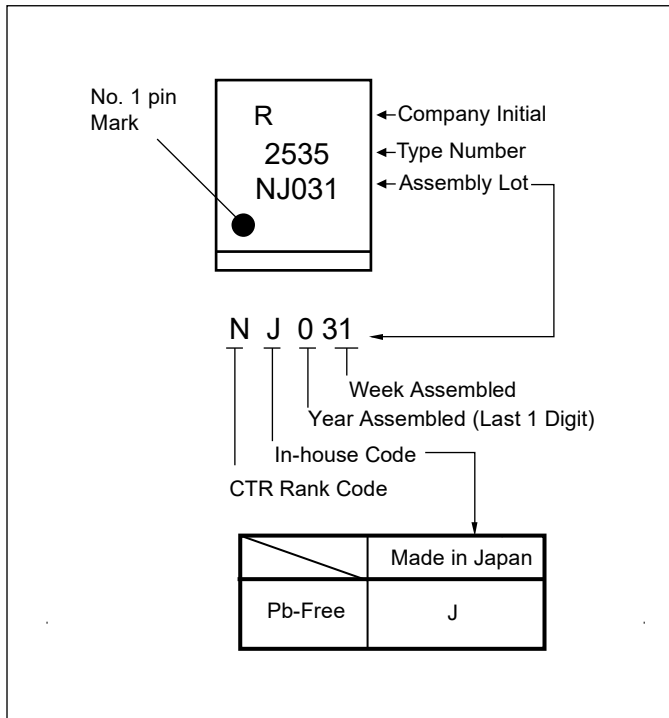 No. 1 pin
Mark
R
2535
NJ031
Company Initial
Type Number
Assembly Lot
N J 0 31
Week Assembled
Year Assembled (Last 1 Digit)
In-house Code
CTR Rank Code
Made in Japan
Pb-Free J